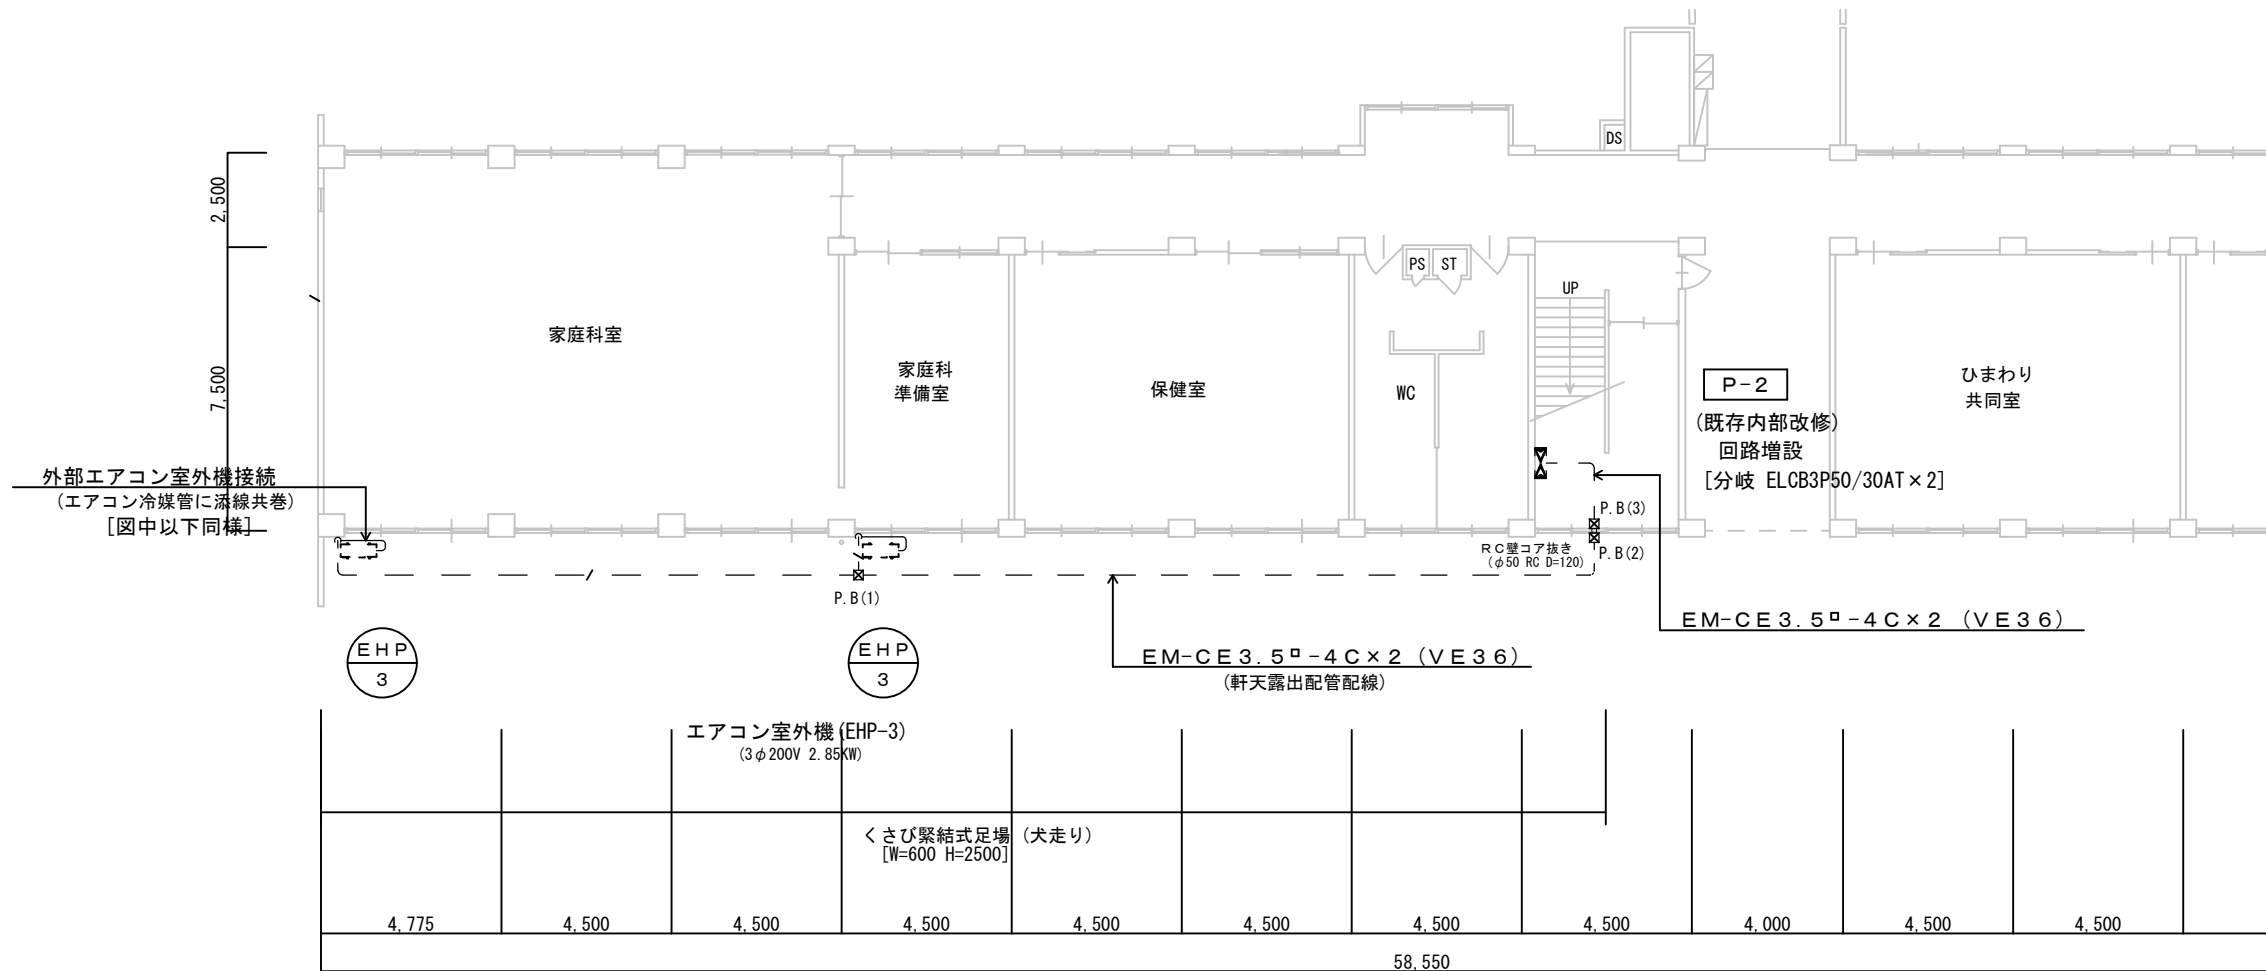 DS
2,500
PS
ST
UP
家庭科室
家庭科
準備室
保健室
WC
P-2
(既存内部改修)
回路増設
[分岐 ELCB3P50/30AT×2]
ひまわり
共同室
7,500
外部エアコン室外機接続
(エアコン冷媒管に添線共巻)
[図中以下同様]
P.B(3)
RC壁コア抜き
(φ50 RC D=120)
P.B(2)
P.B(1)
EM-CE3.5□-4C×2 (VE36)
EHP
3
EHP
3
EM-CE3.5□-4C×2 (VE36)
(軒天露出配管配線)
エアコン室外機(EHP-3)
(3φ200V 2.85KW)
くさび緊結式足場 (犬走り)
[W=600 H=2500]
4,775
4,500
4,500
4,500
4,500
4,500
4,500
4,500
4,000
4,500
4,500
58,550